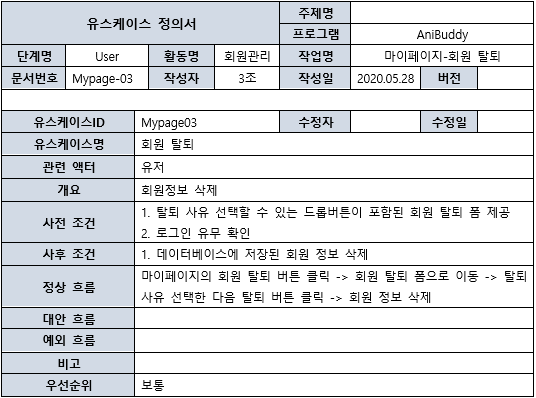 유스케이스 정의서
주제명
프로그램 AniBuddy
단계명 User 활동명 회원관리 작업명 마이페이지-회원 탈퇴
문서번호 Mypage-03 작성자 3조 작성일 2020.05.28 버전
유스케이스ID Mypage03 수정자 수정일
유스케이스명 회원 탈퇴
관련 액터 유저
개요 회원정보 삭제
사전 조건
1. 탈퇴 사유 선택할 수 있는 드롭버튼이 포함된 회원 탈퇴 폼 제공
2. 로그인 유무 확인
사후 조건 1. 데이터베이스에 저장된 회원 정보 삭제
정상 흐름
마이페이지의 회원 탈퇴 버튼 클릭 -> 회원 탈퇴 폼으로 이동 -> 탈퇴
사유 선택한 다음 탈퇴 버튼 클릭 -> 회원 정보 삭제
대안 흐름
예외 흐름
비고
우선순위 보통